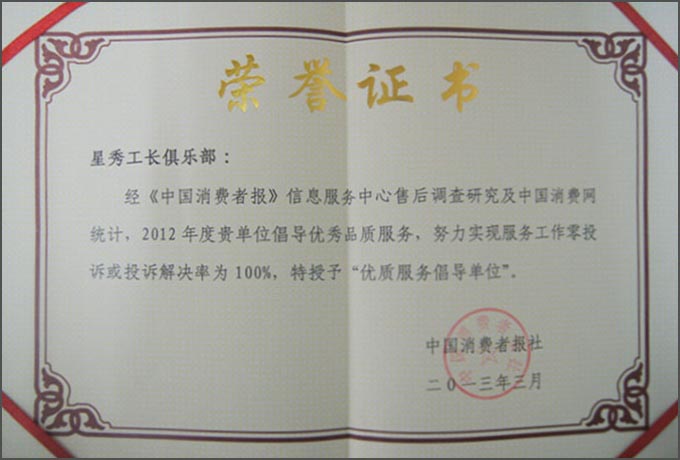 荣誉证书
星秀工长俱乐部：
经《中国消费者报》信息服务中心售后调查研究及中国消费网
统计，2012年度贵单位倡导优秀品质服务，努力实现服务工作零投
诉或投诉解决率为100%，特授予“优质服务倡导单位”。
中国消费者报社
二〇一三年三月